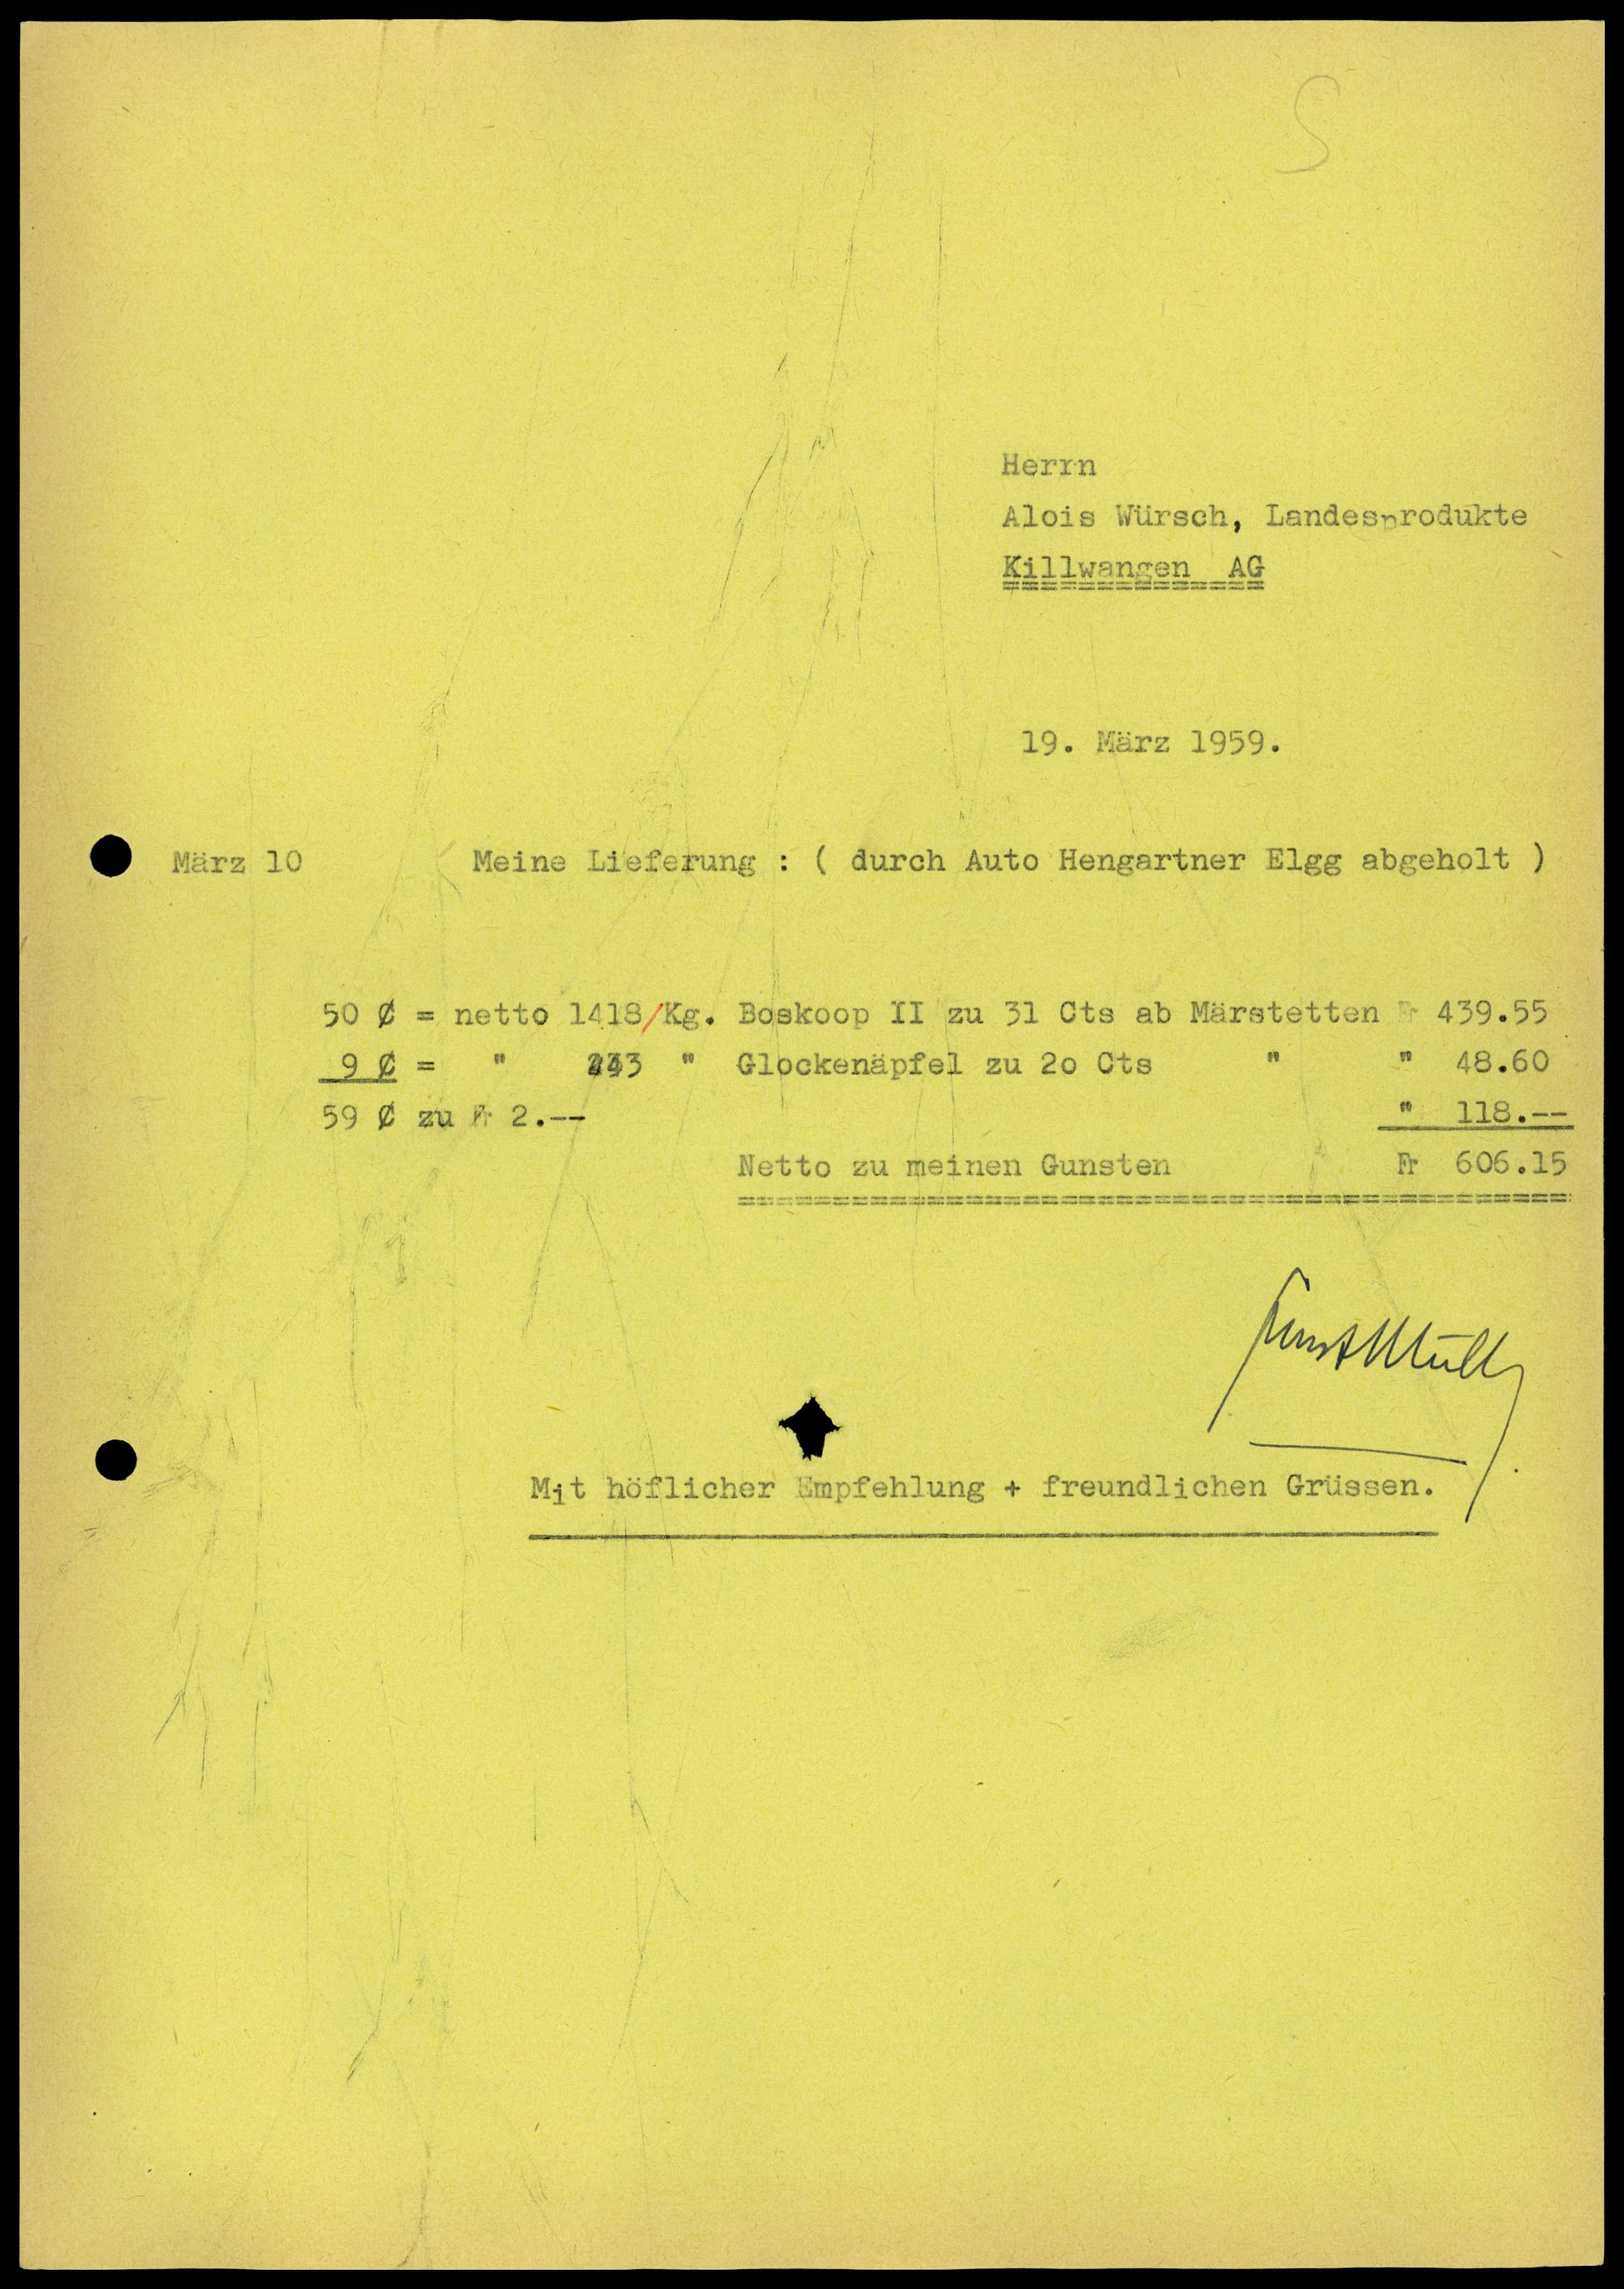 S
Herrn
Alois Würsch, Landesprodukte
Killwangen AG
19. März 1959.
März 10 Meine Lieferung : ( durch Auto Hengartner Elgg abgeholt )
50 ₡ = netto 1418/Kg. Boskoop II zu 31 Cts ab Märstetten Fr 439.55
9 ₡ = " 243 " Glockenäpfel zu 2o Cts " " 48.60
59 ₡ zu Fr 2.-- " 118.--
Netto zu meinen Gunsten Fr 606.15
Mit höflicher Empfehlung + freundlichen Grüssen.